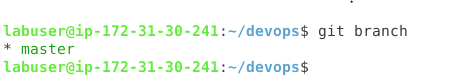 labuser@ip-172-31-30-241:~/devops$ git branch
* master
labuser@ip-172-31-30-241:~/devops$